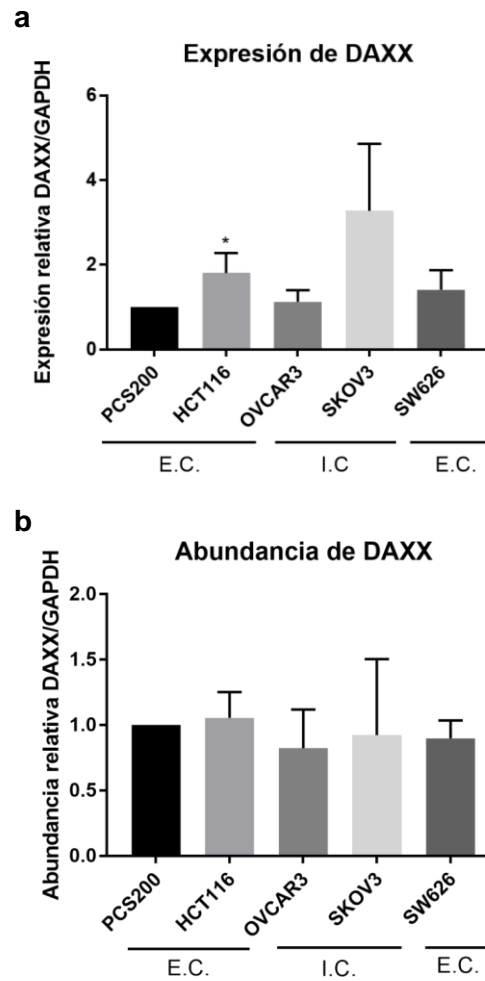 a
Expresión de DAXX
Expresión relativa DAXX/GAPDH
6
4
2
0
*
PCS200
HCT116
OVCAR3
SKOV3
SW626
E.C.
I.C
E.C.
b
Abundancia de DAXX
Abundancia relativa DAXX/GAPDH
2.0
1.5
1.0
0.5
0.0
PCS200
HCT116
OVCAR3
SKOV3
SW626
E.C.
I.C.
E.C.